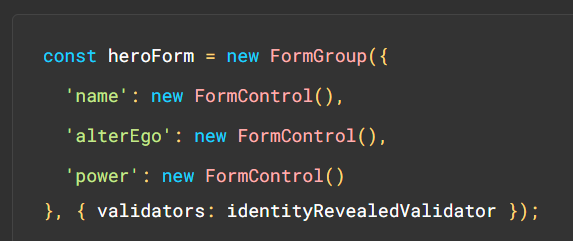 const heroForm = new FormGroup({
  'name': new FormControl(),
  'alterEgo': new FormControl(),
  'power': new FormControl()
}, { validators: identityRevealedValidator });